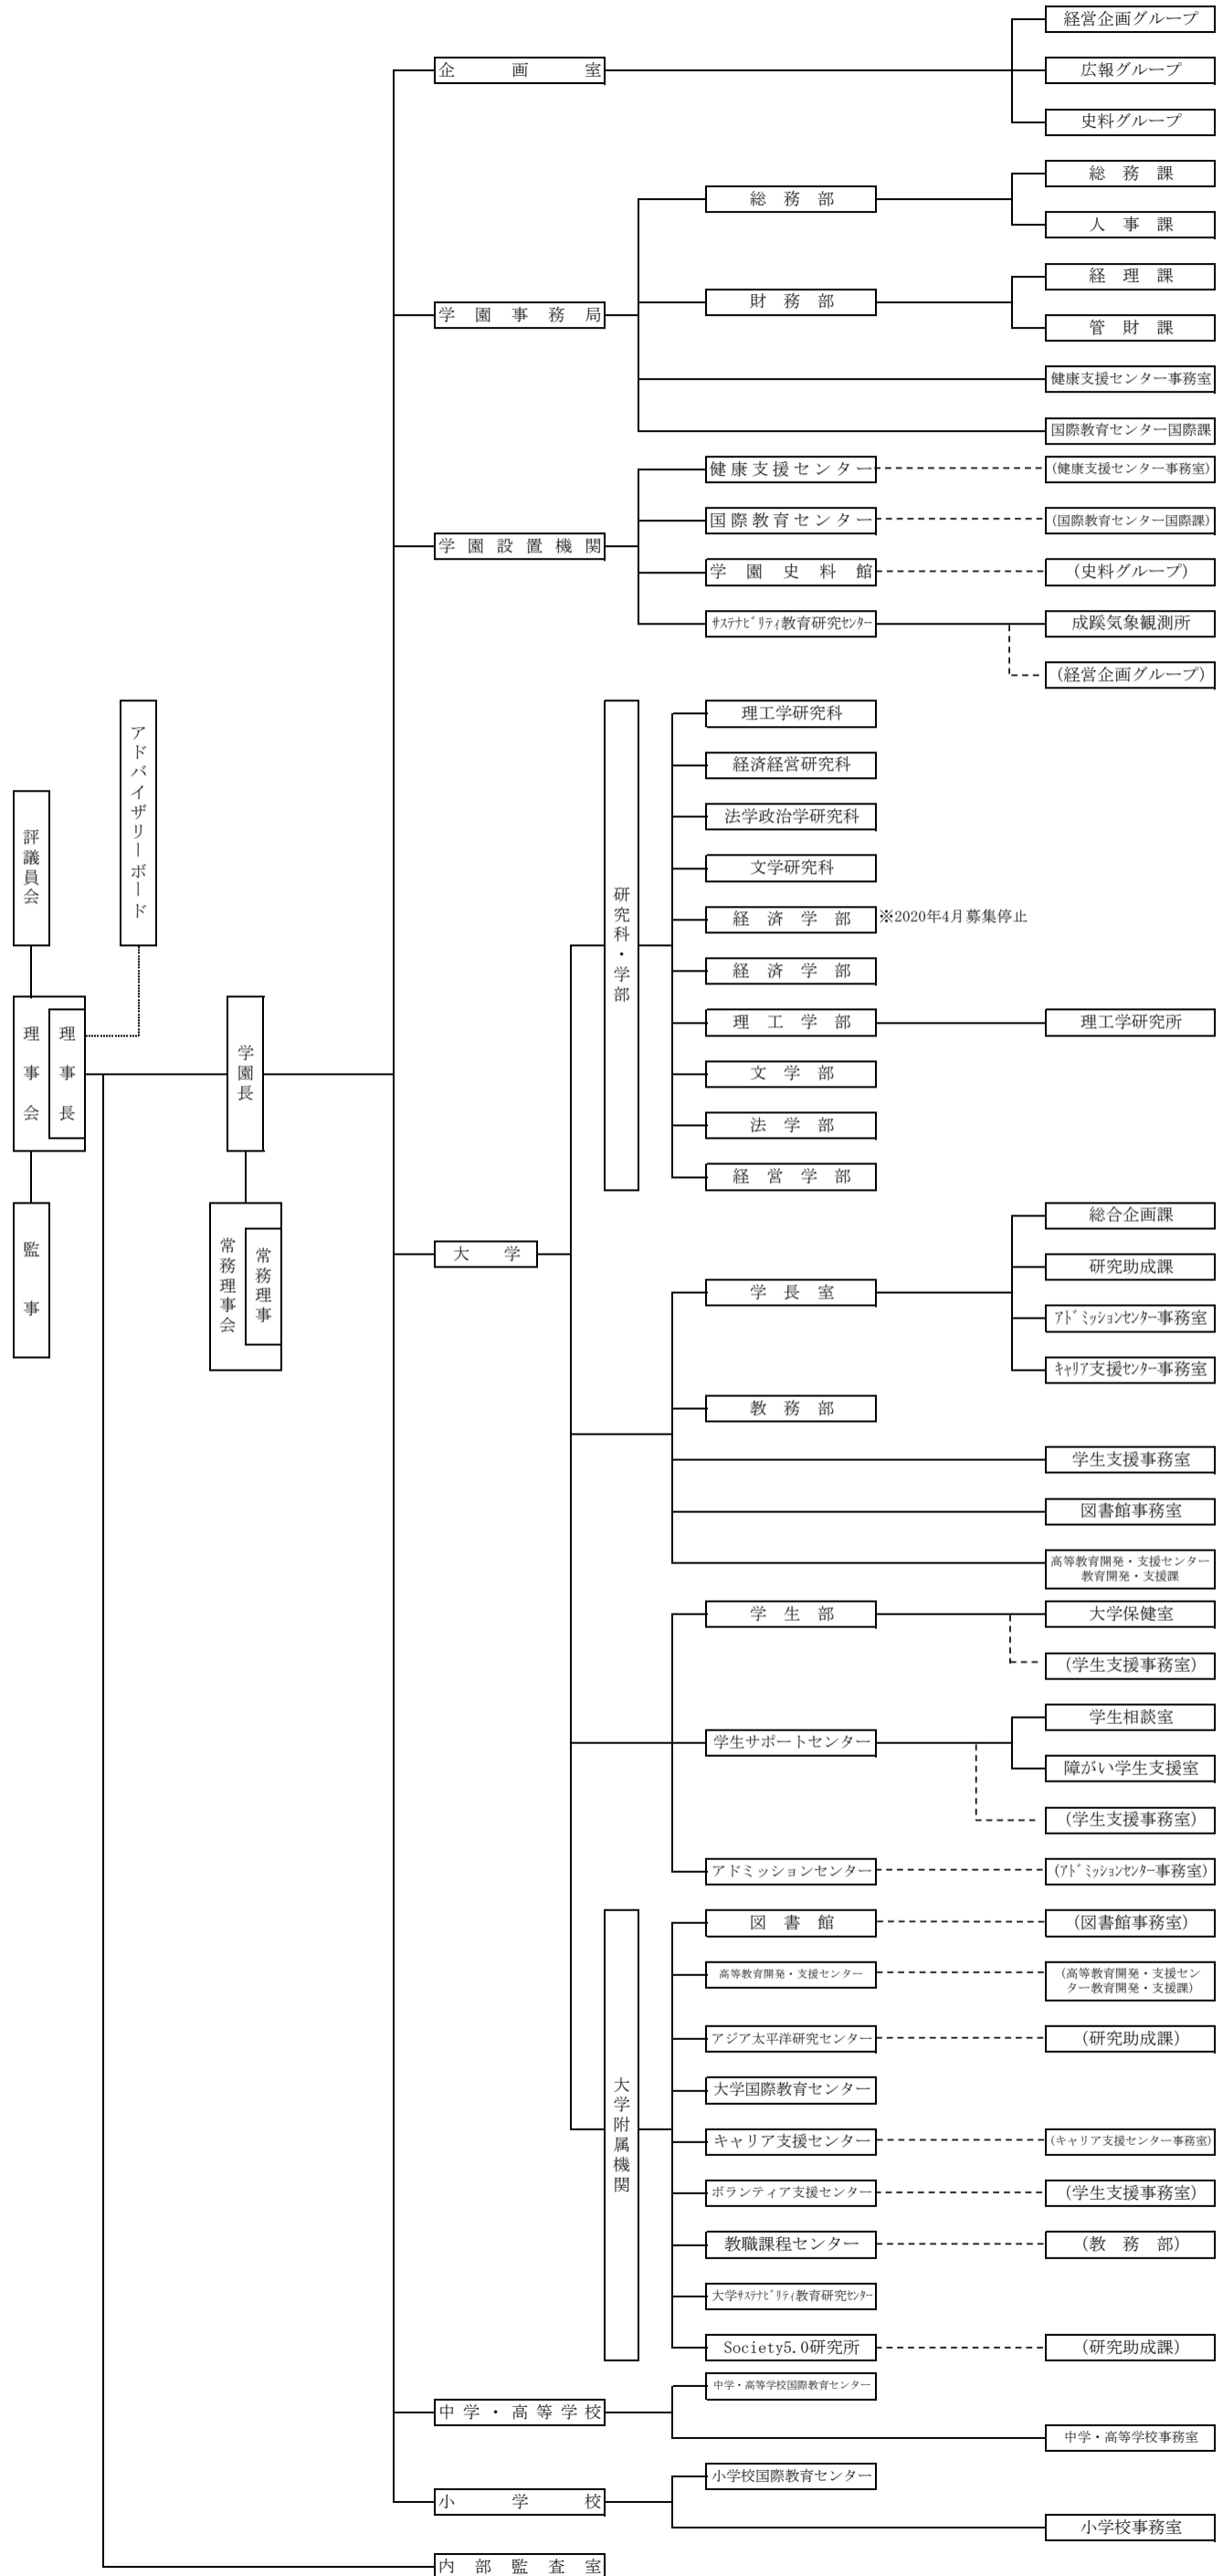 経営企画グループ
企画室
広報グループ
史料グループ
総務課
総務部
人事課
経理課
財務部
学園事務局
管財課
健康支援センター事務室
国際教育センター国際課
健康支援センター
(健康支援センター事務室)
国際教育センター
(国際教育センター国際課)
学園設置機関
学園史料館
(史料グループ)
ｻｽﾃﾅﾋﾞﾘﾃｨ教育研究ｾﾝﾀｰ
成蹊気象観測所
(経営企画グループ)
アドバイザリーボード
評議員会
理事会
理事長
監事
学園長
常務理事会
常務理事
研究科・学部
理工学研究科
経済経営研究科
法学政治学研究科
文学研究科
経済学部
※2020年4月募集停止
経済学部
理工学部
理工学研究所
文学部
法学部
経営学部
大学
総合企画課
研究助成課
学長室
ｱﾄﾞﾐｯｼｮﾝｾﾝﾀｰ事務室
ｷｬﾘｱ支援ｾﾝﾀｰ事務室
教務部
学生支援事務室
図書館事務室
高等教育開発・支援センター
教育開発・支援課
学生部
大学保健室
(学生支援事務室)
学生相談室
学生サポートセンター
障がい学生支援室
(学生支援事務室)
アドミッションセンター
(ｱﾄﾞﾐｯｼｮﾝｾﾝﾀｰ事務室)
大学附属機関
図書館
(図書館事務室)
高等教育開発・支援センター
(高等教育開発・支援セン
ター教育開発・支援課)
アジア太平洋研究センター
(研究助成課)
大学国際教育センター
キャリア支援センター
(キャリア支援センター事務室)
ボランティア支援センター
(学生支援事務室)
教職課程センター
(教務部)
大学ｻｽﾃﾅﾋﾞﾘﾃｨ教育研究ｾﾝﾀｰ
Society5.0研究所
(研究助成課)
中学・高等学校国際教育センター
中学・高等学校
中学・高等学校事務室
小学校国際教育センター
小学校
小学校事務室
内部監査室